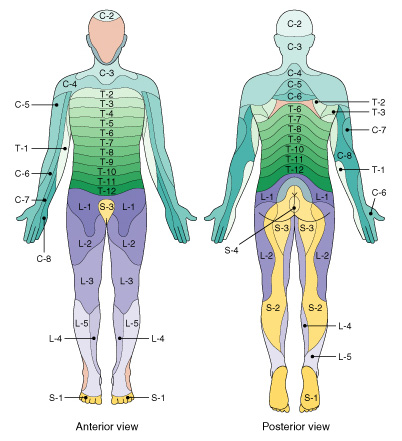 C-2
C-3
C-4
C-5
T-2
T-3
T-4
T-5
T-6
T-7
T-8
T-9
T-10
T-11
T-12
T-1
C-6
C-7
C-8
L-1
S-3
L-1
L-2
L-2
L-3
L-3
L-5
L-5
L-4
L-4
S-1
S-1
Anterior view
C-2
C-3
C-4
C-5
C-6
T-2
T-3
T-6
T-7
T-8
T-9
T-10
T-11
T-12
C-7
C-8
T-1
C-6
L-1
L-1
S-3
S-3
S-4
L-2
L-2
S-2
S-2
L-4
L-5
S-1
Posterior view